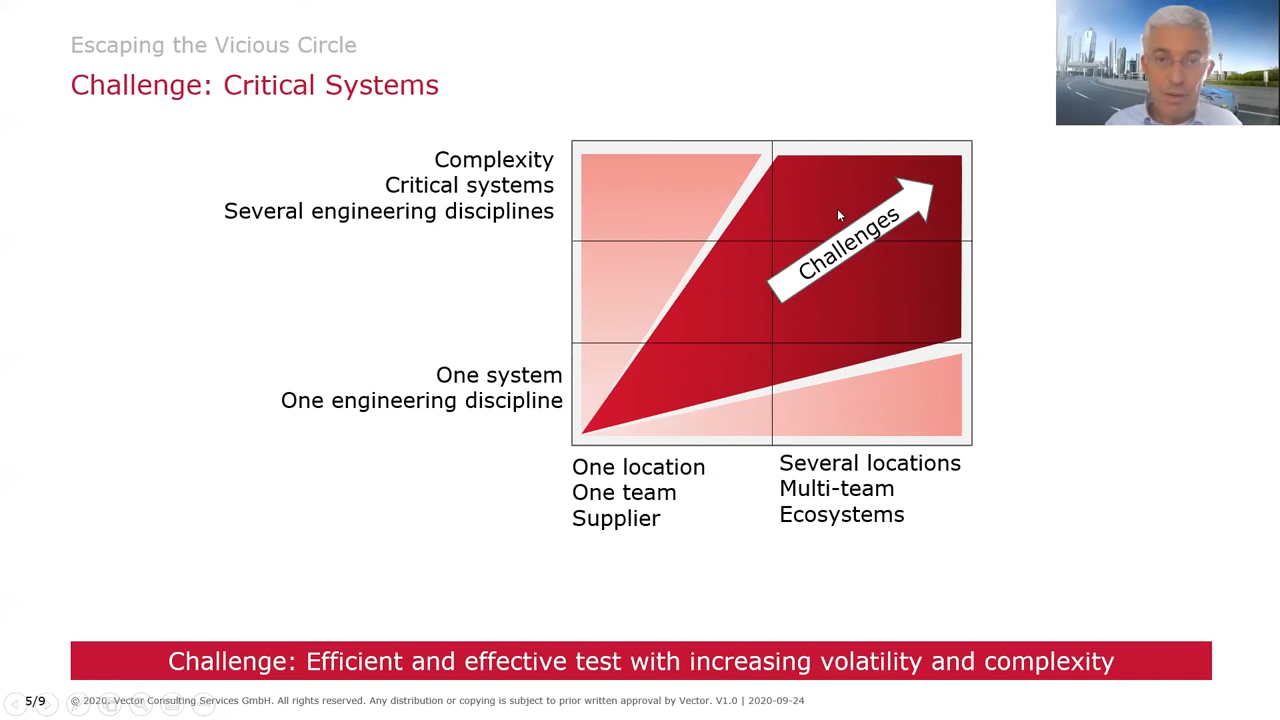 Escaping the Vicious Circle
Challenge: Critical Systems
Complexity
Critical systems
Several engineering disciplines
Challenges
One system
One engineering discipline
One location
One team
Supplier
Several locations
Multi-team
Ecosystems
Challenge: Efficient and effective test with increasing volatility and complexity
5/9
© 2020. Vector Consulting Services GmbH. All rights reserved. Any distribution or copying is subject to prior written approval by Vector. V1.0 | 2020-09-24